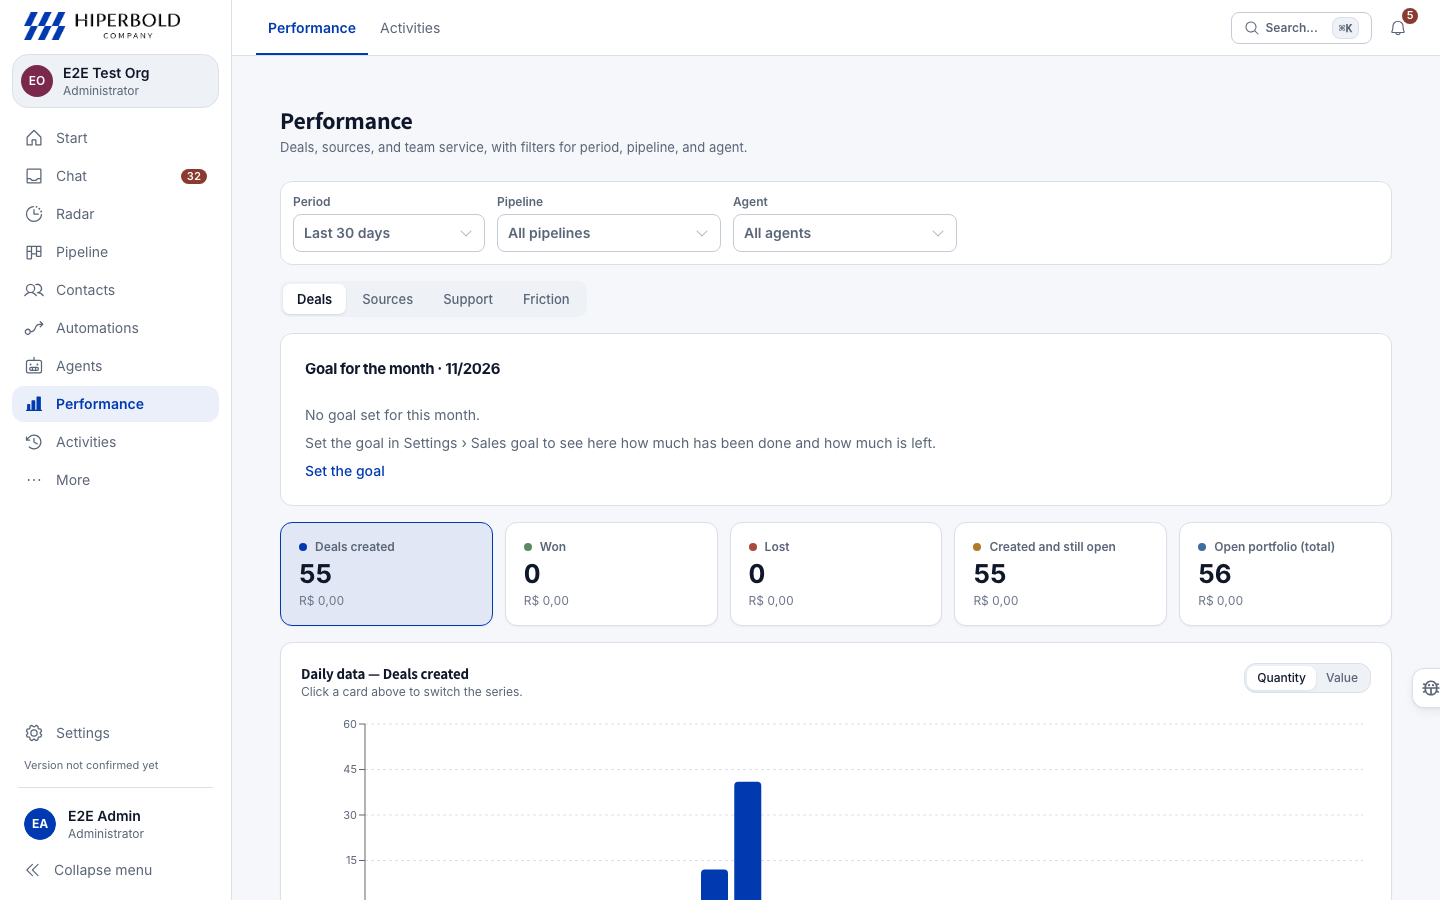 HIPERBOLD
COMPANY
EO
E2E Test Org
Administrator
Start
Chat
32
Radar
Pipeline
Contacts
Automations
Agents
Performance
Activities
More
Settings
Version not confirmed yet
EA
E2E Admin
Administrator
Collapse menu
Performance
Activities
Search...
⌘K
5
Performance
Deals, sources, and team service, with filters for period, pipeline, and agent.
Period
Pipeline
Agent
Last 30 days
All pipelines
All agents
Deals
Sources
Support
Friction
Goal for the month · 11/2026
No goal set for this month.
Set the goal in Settings › Sales goal to see here how much has been done and how much is left.
Set the goal
Deals created
55
R$ 0,00
Won
0
R$ 0,00
Lost
0
R$ 0,00
Created and still open
55
R$ 0,00
Open portfolio (total)
56
R$ 0,00
Daily data — Deals created
Click a card above to switch the series.
Quantity
Value
60
45
30
15